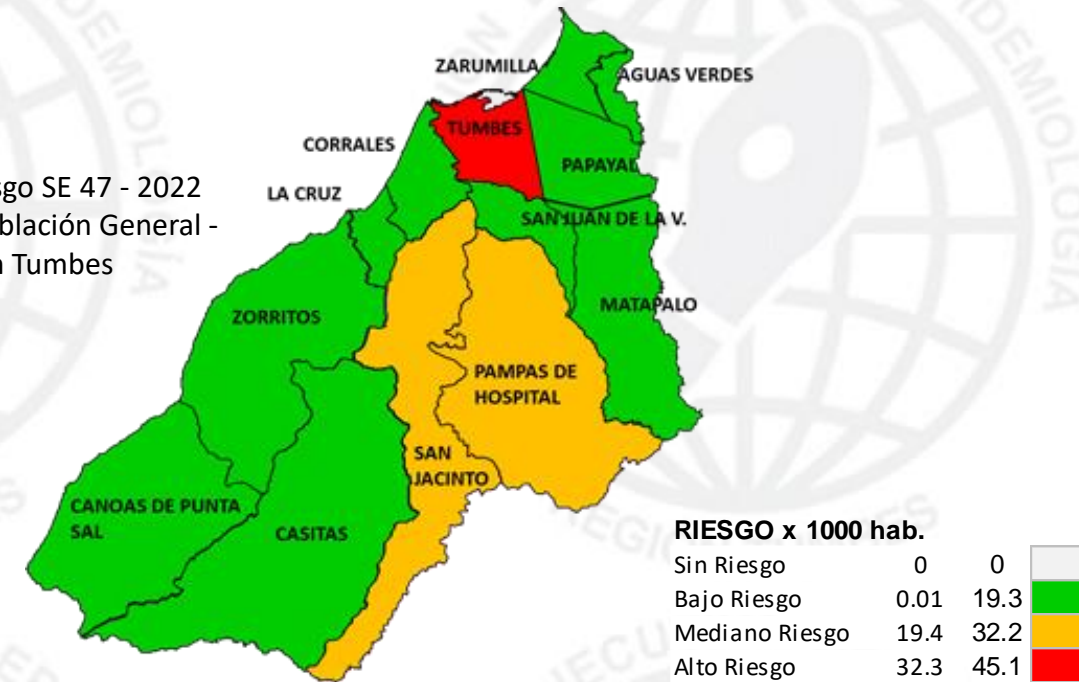 ZARUMILLA
AGUAS VERDES
TUMBES
CORRALES
PAPAYAL
SE 47 - 2022
LA CRUZ
General -
SAN JUAN DE LA V.
Tumbes
MATAPALO
ZORRITOS
PAMPAS DE
HOSPITAL
SAN
JACINTO
CANOAS DE PUNTA
SAL
CASITAS
RIESGO x 1000 hab.
Sin Riesgo 0 0
Bajo Riesgo 0.01 19.3
Mediano Riesgo 19.4 32.2
Alto Riesgo 32.3 45.1